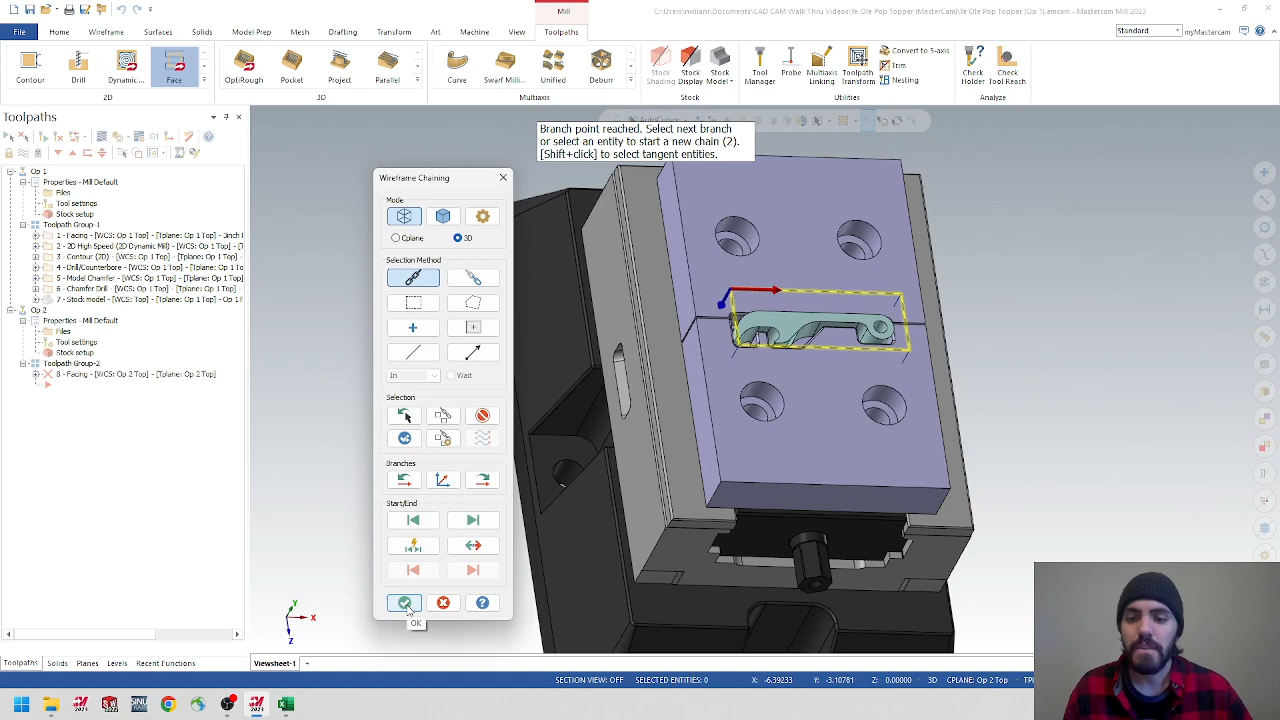 Mill
C:\Users\nvillani\Documents\CAD CAM Walk Thru Videos\Ye Ole Pop Topper (MasterCam)\Ye Ole Pop Topper (Op 1).emcam - Mastercam Mill 2023
File Home Wireframe Surfaces Solids Model Prep Mesh Drafting Transform Art Machine View Toolpaths
Standard myMastercam
Contour Drill Dynamic ... Face OptiRough Pocket Project Parallel Curve Swarf Milli... Unified Deburr Stock Shading Stock Display Stock Model Tool Manager Probe Multiaxis Linking Toolpath Transform Convert to 5-axis Trim Nesting Check Holder Check Tool Reach
2D 3D Multiaxis Stock Utilities Analyze
Toolpaths
AutoCursor
Branch point reached. Select next branch
or select an entity to start a new chain (2).
[Shift+click] to select tangent entities.
Op 1
Properties - Mill Default
Files
Tool settings
Stock setup
Toolpath Group-1
1 - Facing - [WCS: Op 1 Top] - [Tplane: Op 1 Top] - 3inch
2 - 2D High Speed (2D Dynamic Mill) - [WCS: Op 1
3 - Contour (2D) - [WCS: Op 1 Top] - [Tplane: Op 1
4 - Drill/Counterbore - [WCS: Op 1 Top] - [Tplane:
5 - Model Chamfer - [WCS: Op 1 Top] - [Tplane: Op
6 - Chamfer Drill - [WCS: Op 1 Top] - [Tplane: Op 1
7 - Stock model - [WCS: Op 1 Top] - [Tplane: Op 1
Op 2
Properties - Mill Default
Files
Tool settings
Stock setup
Toolpath Group-2
8 - Facing - [WCS: Op 2 Top] - [Tplane: Op 2 Top]
Wireframe Chaining
Mode
Cplane 3D
Selection Method
In Wait
Selection
Branches
Start/End
OK
Y
X
Z
Toolpaths Solids Planes Levels Recent Functions
Viewsheet-1 +
SECTION VIEW: OFF SELECTED ENTITIES: 0 X: -6.39233 Y: -3.10781 Z: 0.00000 3D CPLANE: Op 2 Top